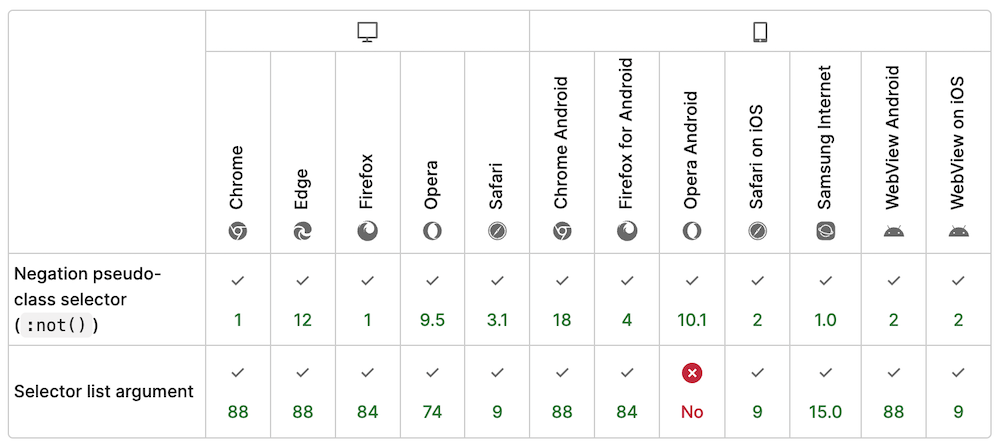 Chrome
Edge
Firefox
Opera
Safari
Chrome Android
Firefox for Android
Opera Android
Safari on iOS
Samsung Internet
WebView Android
WebView on iOS
Negation pseudo-
class selector
(:not())
1 12 1 9.5 3.1 18 4 10.1 2 1.0 2 2
Selector list argument
88 88 84 74 9 88 84 No 9 15.0 88 9